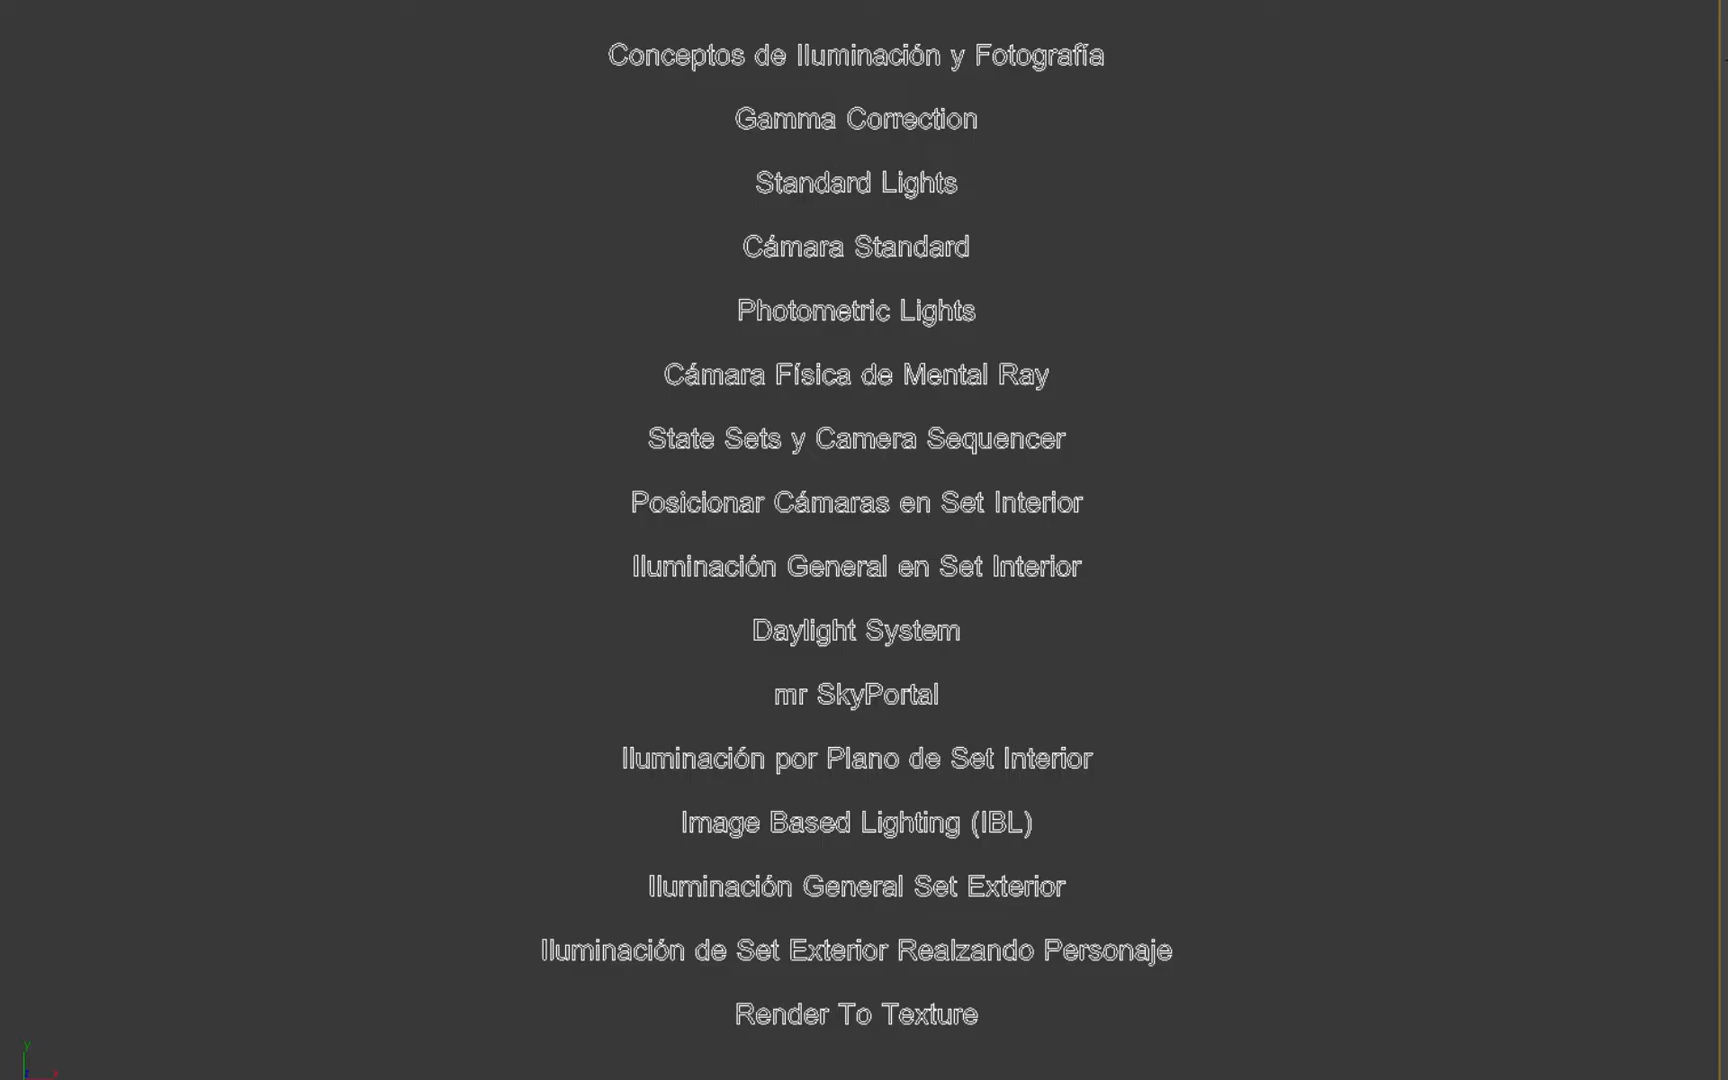 Conceptos de Iluminación y Fotografía
Gamma Correction
Standard Lights
Cámara Standard
Photometric Lights
Cámara Física de Mental Ray
State Sets y Camera Sequencer
Posicionar Cámaras en Set Interior
Iluminación General en Set Interior
Daylight System
mr SkyPortal
Iluminación por Plano de Set Interior
Image Based Lighting (IBL)
Iluminación General Set Exterior
Iluminación de Set Exterior Realzando Personaje
Render To Texture
y
x